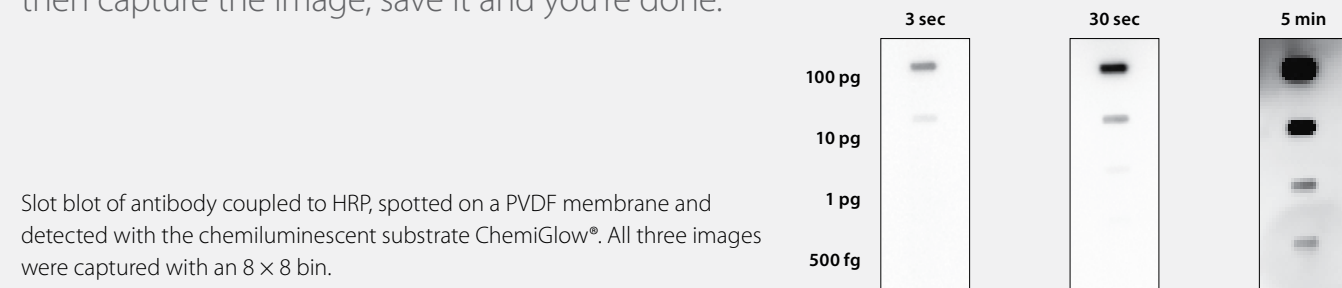 then capture the image, save it and you're done.
3 sec
30 sec
5 min
100 pg
10 pg
1 pg
500 fg
Slot blot of antibody coupled to HRP, spotted on a PVDF membrane and
detected with the chemiluminescent substrate ChemiGlow®. All three images
were captured with an 8 × 8 bin.